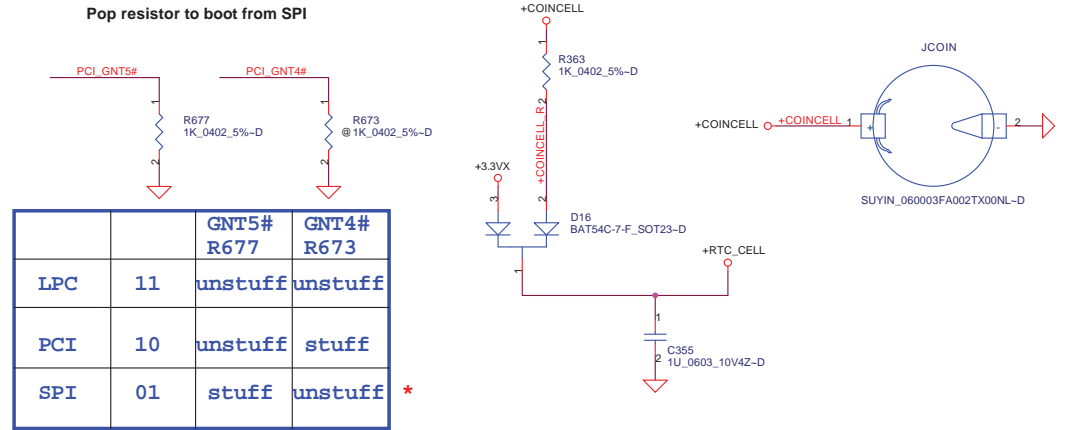 Pop resistor to boot from SPI
PCI_GNT5#
PCI_GNT4#
1
R677
1K_0402_5%~D
2
1
R673
@ 1K_0402_5%~D
2
GNT5# GNT4#
R677 R673
LPC 11 unstuff unstuff
PCI 10 unstuff stuff
SPI 01 stuff unstuff *
+COINCELL
1
R363
1K_0402_5%~D
2
+COINCELL_R
+3.3VX
3
2
D16
BAT54C-7-F_SOT23~D
1
+RTC_CELL
1
C355
2 1U_0603_10V4Z~D
JCOIN
+COINCELL +COINCELL 1 + - 2
SUYIN_060003FA002TX00NL~D